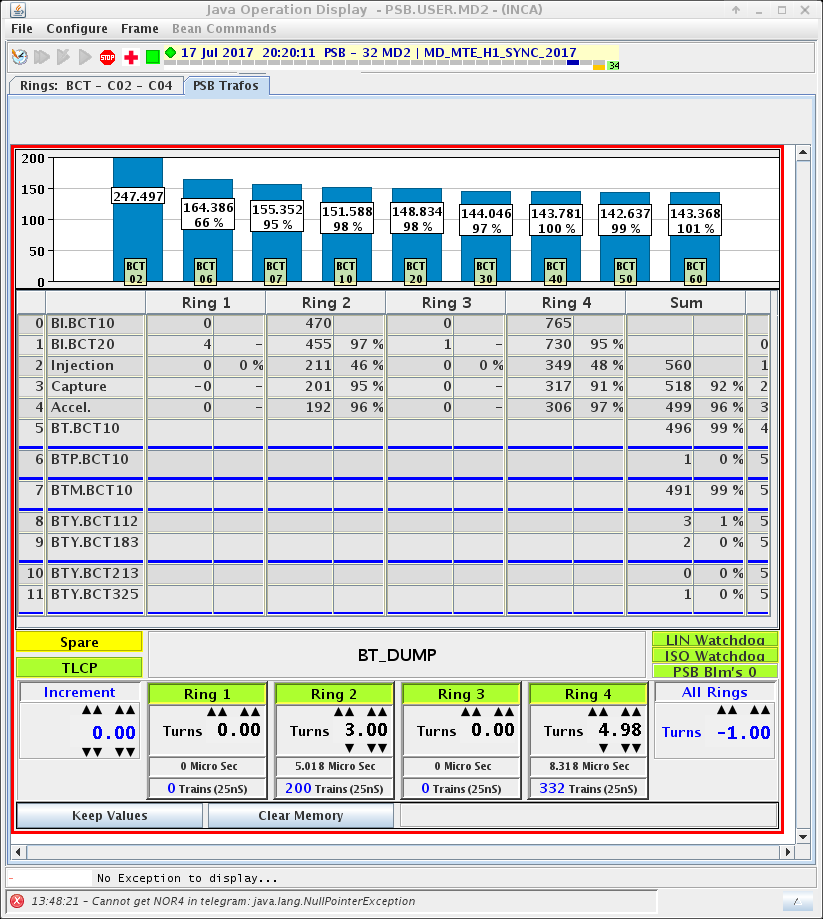 Java Operation Display - PSB.USER.MD2 - (INCA)
File Configure Frame Bean Commands
STOP 17 Jul 2017 20:20:11 PSB - 32 MD2 | MD_MTE_H1_SYNC_2017
34
Rings: BCT - C02 - C04 PSB Trafos
200
150
100
50
0
247.497
164.386 66 %
155.352 95 %
151.588 98 %
148.834 98 %
144.046 97 %
143.781 100 %
142.637 99 %
143.368 101 %
BCT 02 BCT 06 BCT 07 BCT 10 BCT 20 BCT 30 BCT 40 BCT 50 BCT 60
Ring 1 Ring 2 Ring 3 Ring 4 Sum
0 BI.BCT10 0 470 0 765
1 BI.BCT20 4 - 455 97 % 1 - 730 95 % 0
2 Injection 0 0 % 211 46 % 0 0 % 349 48 % 560 1
3 Capture -0 - 201 95 % 0 - 317 91 % 518 92 % 2
4 Accel. 0 - 192 96 % 0 - 306 97 % 499 96 % 3
5 BT.BCT10 496 99 % 4
6 BTP.BCT10 1 0 % 5
7 BTM.BCT10 491 99 % 5
8 BTY.BCT112 3 1 % 5
9 BTY.BCT183 2 0 % 5
10 BTY.BCT213 0 0 % 5
11 BTY.BCT325 1 0 % 5
Spare
TLCP
BT_DUMP
LIN Watchdog
ISO Watchdog
PSB Blm's 0
Increment Ring 1 Ring 2 Ring 3 Ring 4 All Rings
0.00 Turns 0.00 Turns 3.00 Turns 0.00 Turns 4.98 Turns -1.00
0 Micro Sec 5.018 Micro Sec 0 Micro Sec 8.318 Micro Sec
0 Trains (25nS) 200 Trains (25nS) 0 Trains (25nS) 332 Trains (25nS)
Keep Values Clear Memory
- No Exception to display...
13:48:21 - Cannot get NOR4 in telegram: java.lang.NullPointerException